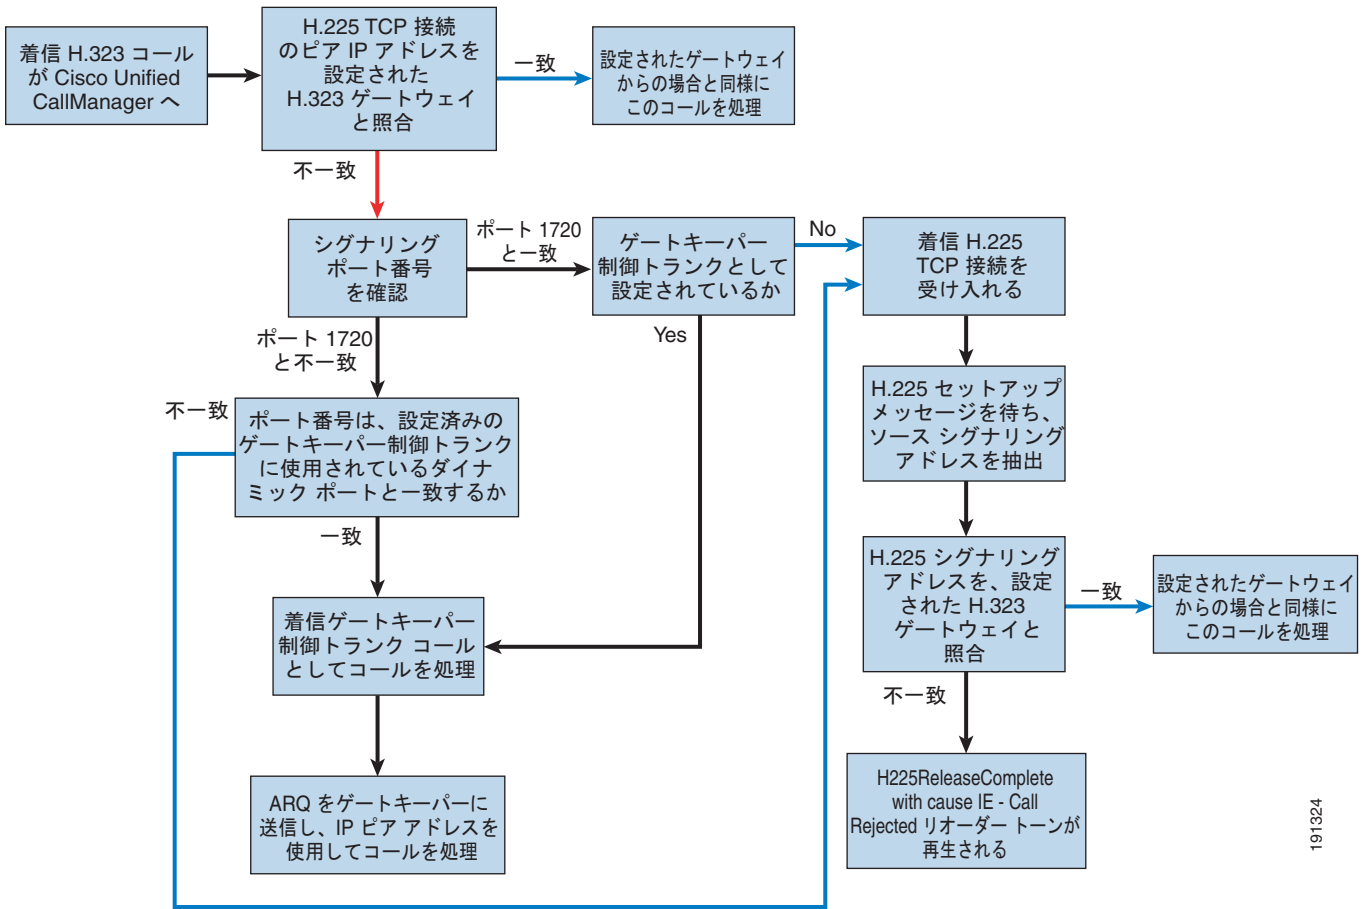 着信 H.323 コール
が Cisco Unified
CallManager へ
H.225 TCP 接続
のピア IP アドレスを
設定された
H.323 ゲートウェイ
と照合
一致
設定されたゲートウェイ
からの場合と同様に
このコールを処理
不一致
シグナリング
ポート番号
を確認
ポート 1720
と一致
ゲートキーパー
制御トランクとして
設定されているか
No
着信 H.225
TCP 接続を
受け入れる
Yes
ポート 1720
と不一致
H.225 セットアップ
メッセージを待ち、
ソース シグナリング
アドレスを抽出
不一致
ポート番号は、設定済みの
ゲートキーパー制御トランク
に使用されているダイナ
ミック ポートと一致するか
一致
H.225 シグナリング
アドレスを、設定
された H.323
ゲートウェイと
照合
一致
設定されたゲートウェイ
からの場合と同様に
このコールを処理
着信ゲートキーパー
制御トランク コール
としてコールを処理
不一致
H225ReleaseComplete
with cause IE - Call
Rejected リオーダー トーンが
再生される
ARQ をゲートキーパーに
送信し、IP ピア アドレスを
使用してコールを処理
191324